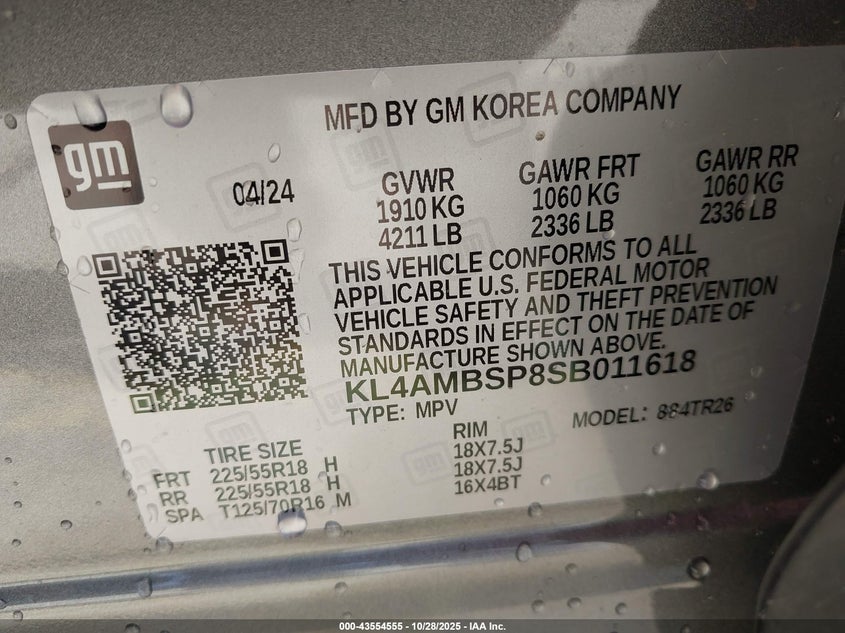 MFD BY GM KOREA COMPANY
gm
04/24
GVWR
1910 KG
4211 LB
GAWR FRT
1060 KG
2336 LB
GAWR RR
1060 KG
2336 LB
THIS VEHICLE CONFORMS TO ALL
APPLICABLE U.S. FEDERAL MOTOR
VEHICLE SAFETY AND THEFT PREVENTION
STANDARDS IN EFFECT ON THE DATE OF
MANUFACTURE SHOWN ABOVE.
KL4AMBSP8SB011618
TYPE: MPV
MODEL: 884TR26
TIRE SIZE
RIM
FRT 225/55R18 H 18X7.5J
RR 225/55R18 H 18X7.5J
SPA T125/70R16 M 16X4BT
000-43554555 - 10/28/2025 - IAA Inc.